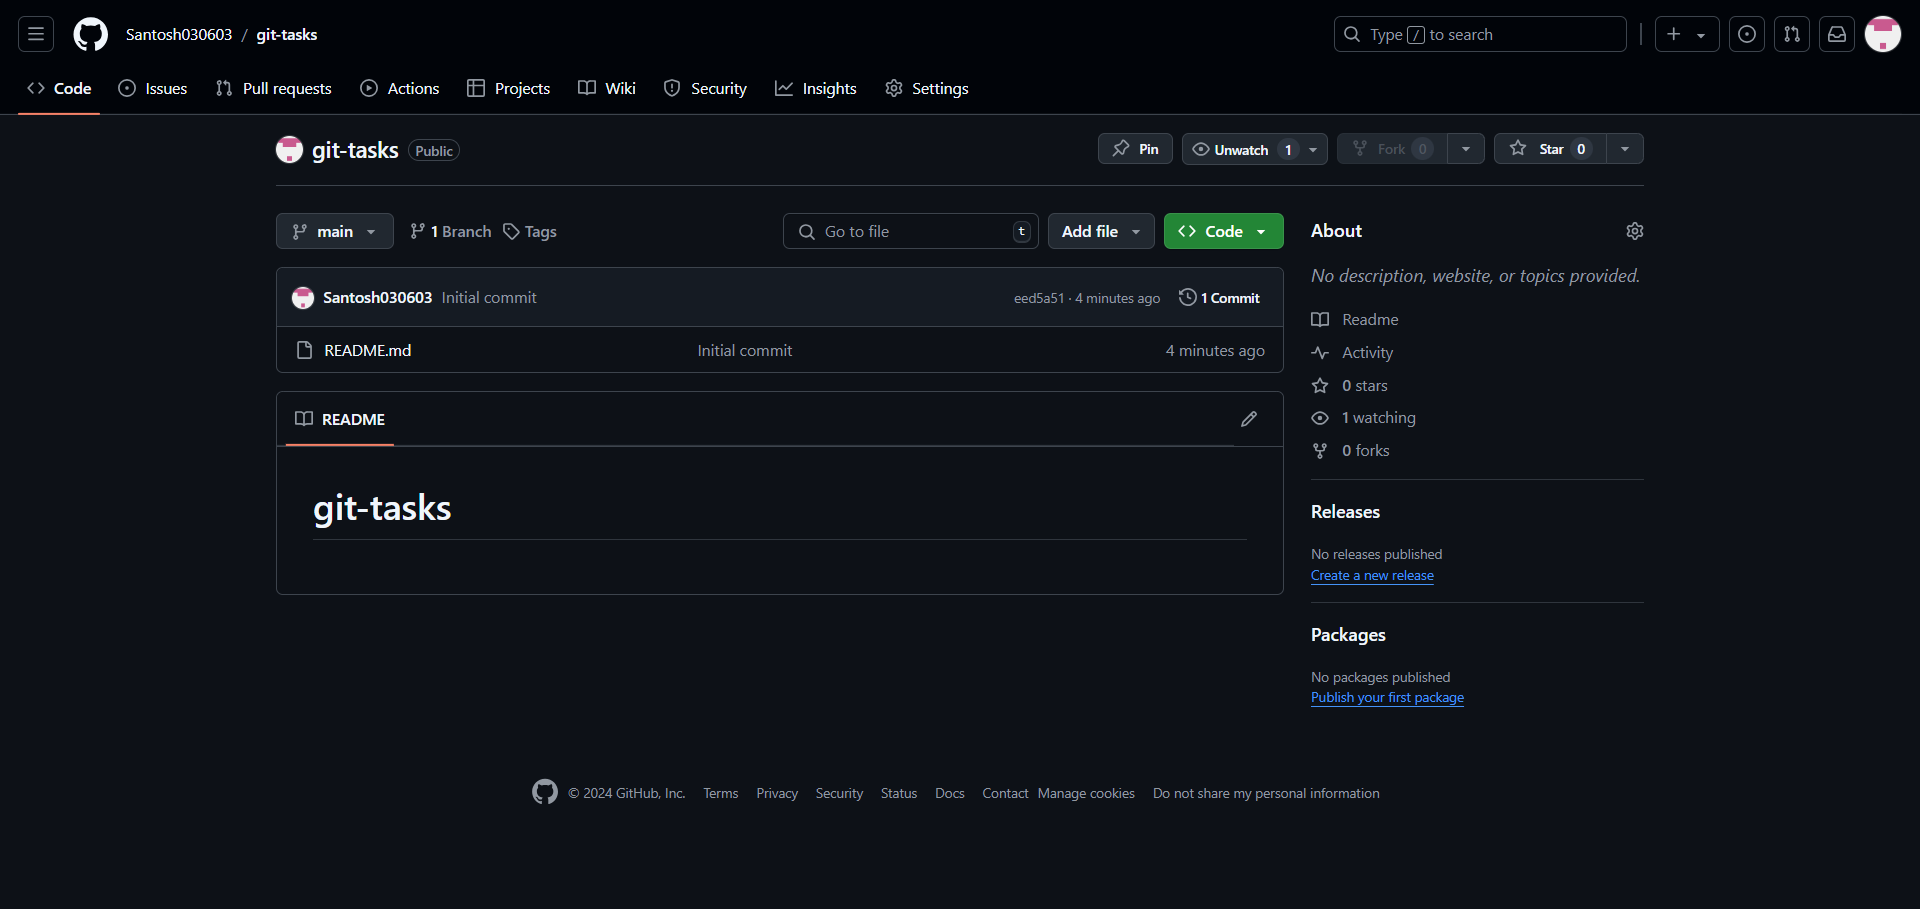 Santosh030603 / git-tasks
Type / to search
Code Issues Pull requests Actions Projects Wiki Security Insights Settings
git-tasks Public
Pin Unwatch 1 Fork 0 Star 0
main 1 Branch Tags Go to file t Add file Code
Santosh030603 Initial commit eed5a51 · 4 minutes ago 1 Commit
README.md Initial commit 4 minutes ago
README
git-tasks
About
No description, website, or topics provided.
Readme
Activity
0 stars
1 watching
0 forks
Releases
No releases published
Create a new release
Packages
No packages published
Publish your first package
© 2024 GitHub, Inc. Terms Privacy Security Status Docs Contact Manage cookies Do not share my personal information